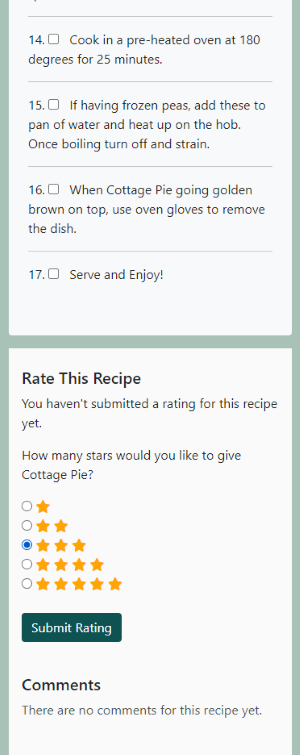 14. Cook in a pre-heated oven at 180
degrees for 25 minutes.
15. If having frozen peas, add these to
pan of water and heat up on the hob.
Once boiling turn off and strain.
16. When Cottage Pie going golden
brown on top, use oven gloves to remove
the dish.
17. Serve and Enjoy!
Rate This Recipe
You haven't submitted a rating for this recipe
yet.
How many stars would you like to give
Cottage Pie?
Submit Rating
Comments
There are no comments for this recipe yet.